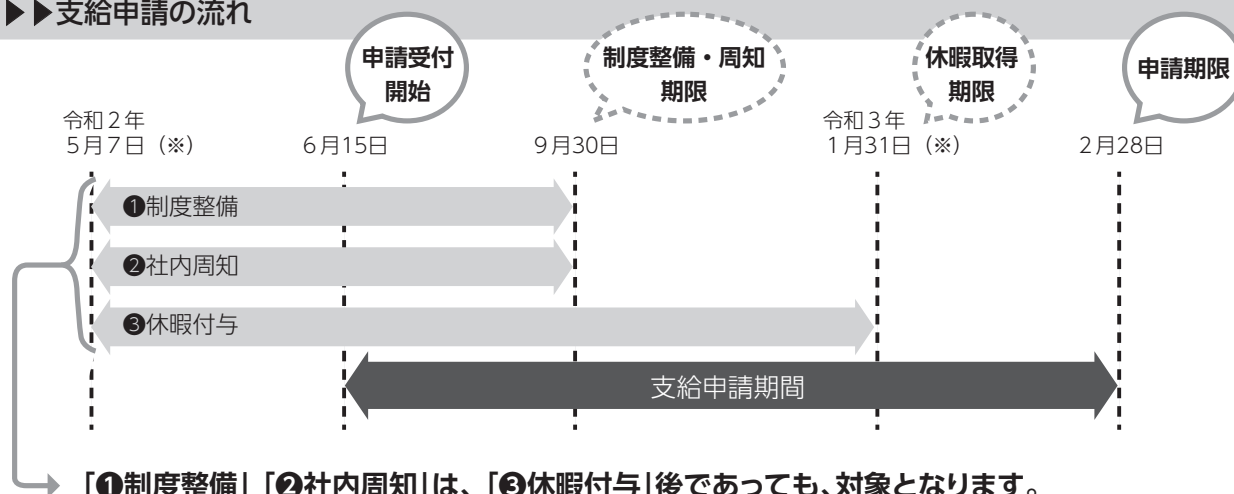 ▶▶支給申請の流れ
申請受付
開始
制度整備・周知
期限
休暇取得
期限
申請期限
令和2年
5月7日（※）
6月15日
9月30日
令和3年
1月31日（※）
2月28日
❶制度整備
❷社内周知
❸休暇付与
支給申請期間
「❶制度整備」「❷社内周知」は、「❸休暇付与」後であっても、対象となります。